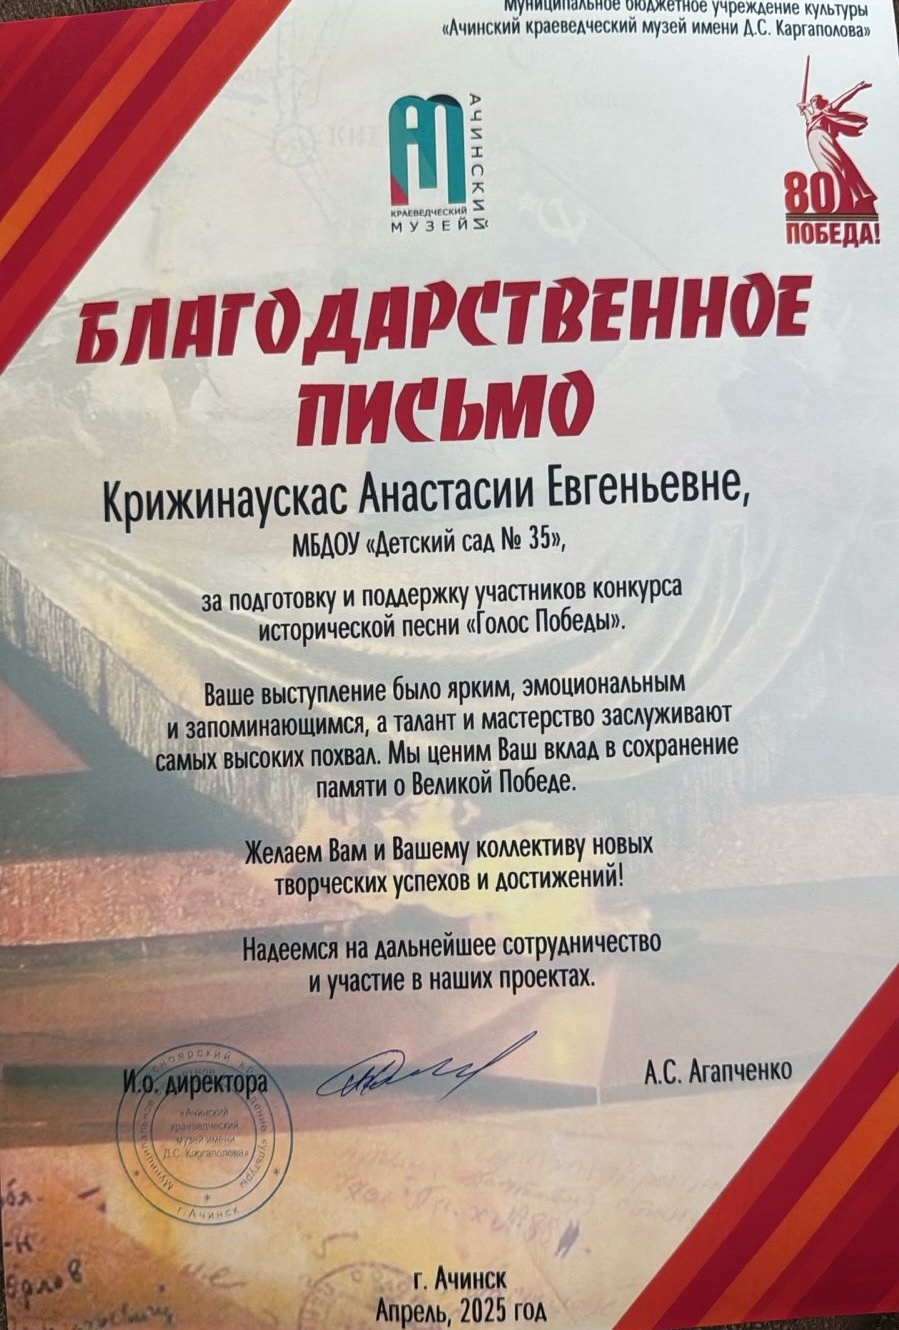 Муниципальное бюджетное учреждение культуры
«Ачинский краеведческий музей имени Д.С. Каргаполова»
АЧИНСКИЙ
КРАЕВЕДЧЕСКИЙ
МУЗЕЙ
80
ПОБЕДА!
БЛАГОДАРСТВЕННОЕ
ПИСЬМО
Крижинаускас Анастасии Евгеньевне,
МБДОУ «Детский сад № 35»,
за подготовку и поддержку участников конкурса
исторической песни «Голос Победы».
Ваше выступление было ярким, эмоциональным
и запоминающимся, а талант и мастерство заслуживают
самых высоких похвал. Мы ценим Ваш вклад в сохранение
памяти о Великой Победе.
Желаем Вам и Вашему коллективу новых
творческих успехов и достижений!
Надеемся на дальнейшее сотрудничество
и участие в наших проектах.
И.о. директора
А.С. Агапченко
«Ачинский
краеведческий
музей имени
Д.С. Каргаполова»
г. Ачинск
г. Ачинск
Апрель, 2025 год